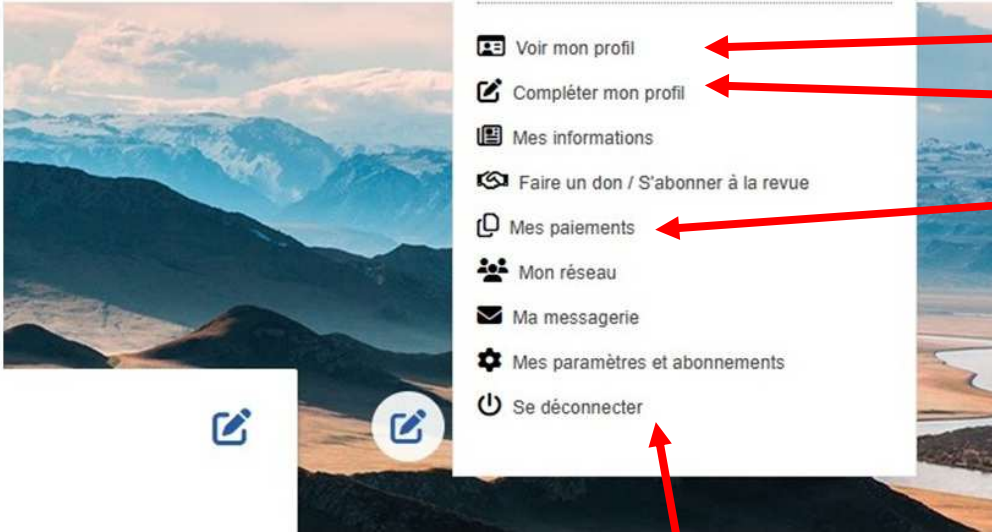 Voir mon profil
Compléter mon profil
Mes informations
Faire un don / S'abonner à la revue
Mes paiements
Mon réseau
Ma messagerie
Mes paramètres et abonnements
Se déconnecter